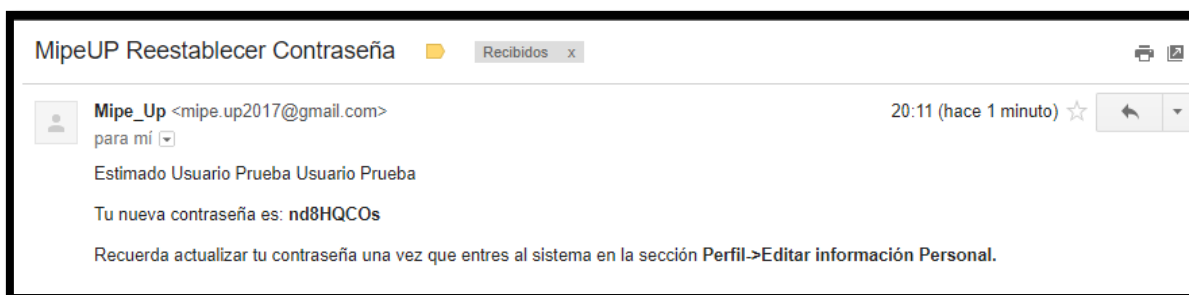 MipeUP Reestablecer Contraseña Recibidos x
Mipe_Up <mipe.up2017@gmail.com> 20:11 (hace 1 minuto)
para mí
Estimado Usuario Prueba Usuario Prueba
Tu nueva contraseña es: nd8HQCOs
Recuerda actualizar tu contraseña una vez que entres al sistema en la sección Perfil->Editar información Personal.